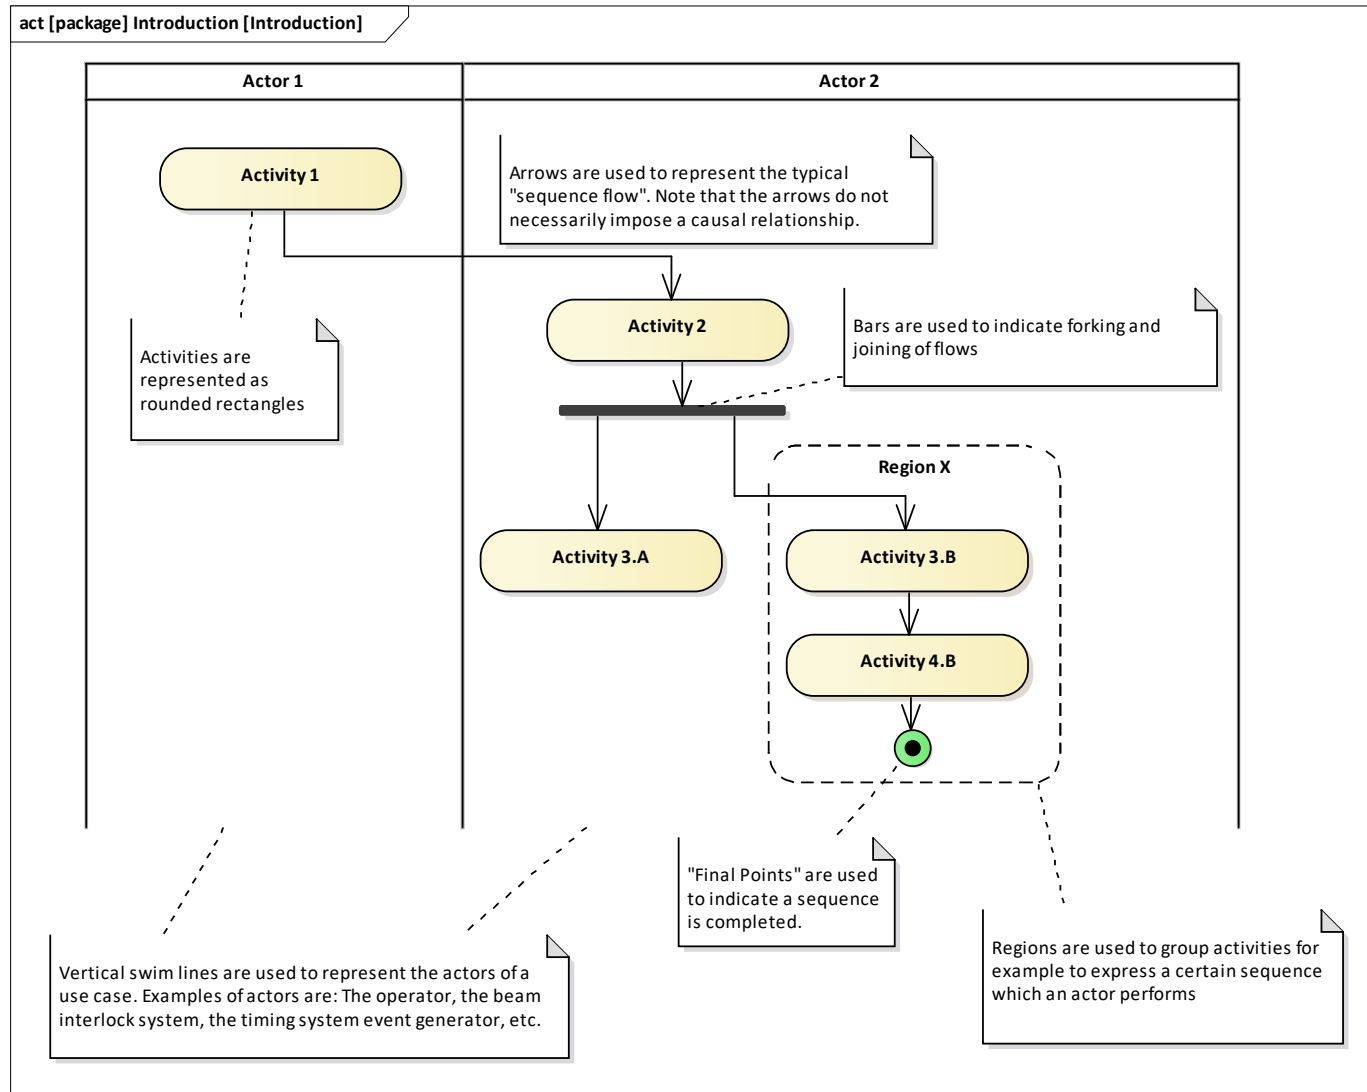 act [package] Introduction [Introduction]
Actor 1
Actor 2
Activity 1
Arrows are used to represent the typical
"sequence flow". Note that the arrows do not
necessarily impose a causal relationship.
Activity 2
Bars are used to indicate forking and
joining of flows
Activities are
represented as
rounded rectangles
Region X
Activity 3.A
Activity 3.B
Activity 4.B
"Final Points" are used
to indicate a sequence
is completed.
Vertical swim lines are used to represent the actors of a
use case. Examples of actors are: The operator, the beam
interlock system, the timing system event generator, etc.
Regions are used to group activities for
example to express a certain sequence
which an actor performs